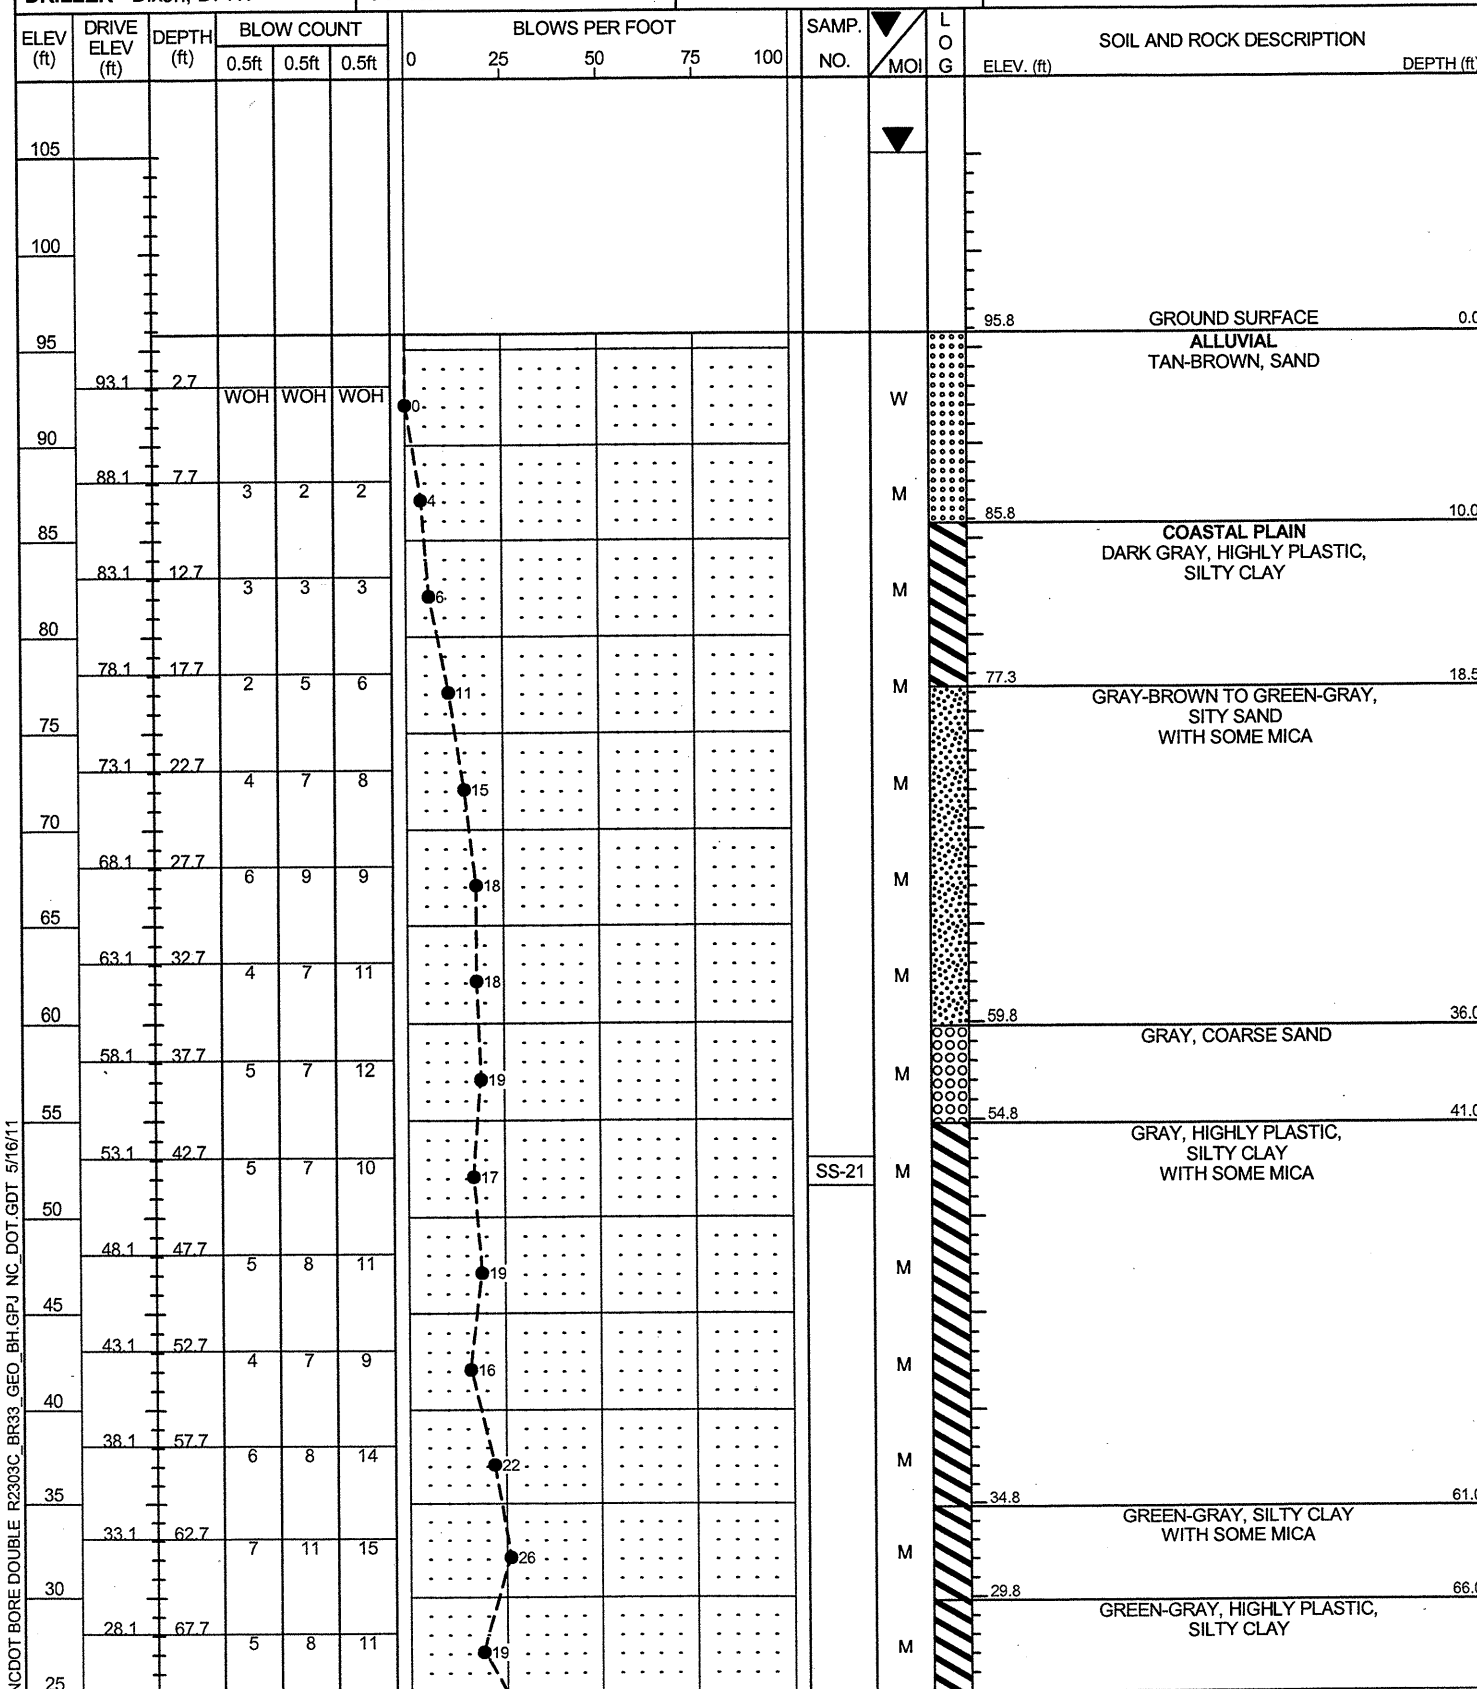 ELEV (ft) DRIVE ELEV (ft) DEPTH (ft) BLOW COUNT BLOWS PER FOOT SAMP. NO. MOI LOG SOIL AND ROCK DESCRIPTION
0.5ft 0.5ft 0.5ft 0 25 50 75 100 ELEV. (ft) DEPTH (ft)
105
100
95.8 GROUND SURFACE 0.0
95 ALLUVIAL
TAN-BROWN, SAND
93.1 2.7 WOH WOH WOH 0 W
90
88.1 7.7 3 2 2 4 M
85.8 10.0
85 COASTAL PLAIN
DARK GRAY, HIGHLY PLASTIC,
SILTY CLAY
83.1 12.7 3 3 3 6 M
80
78.1 17.7 2 5 6 11 M
77.3 18.5
GRAY-BROWN TO GREEN-GRAY,
SITY SAND
75 WITH SOME MICA
73.1 22.7 4 7 8 15 M
70
68.1 27.7 6 9 9 18 M
65
63.1 32.7 4 7 11 18 M
60 59.8 36.0
GRAY, COARSE SAND
58.1 37.7 5 7 12 19 M
55 54.8 41.0
GRAY, HIGHLY PLASTIC,
SILTY CLAY
WITH SOME MICA
53.1 42.7 5 7 10 17 SS-21 M
50
48.1 47.7 5 8 11 19 M
45
43.1 52.7 4 7 9 16 M
40
38.1 57.7 6 8 14 22 M
35 34.8 61.0
GREEN-GRAY, SILTY CLAY
WITH SOME MICA
33.1 62.7 7 11 15 26 M
30 29.8 66.0
GREEN-GRAY, HIGHLY PLASTIC,
SILTY CLAY
28.1 67.7 5 8 11 19 M
25
NCDOT BORE DOUBLE R2303C_BR33_GEO_BH.GPJ NC_DOT.GDT 5/16/11